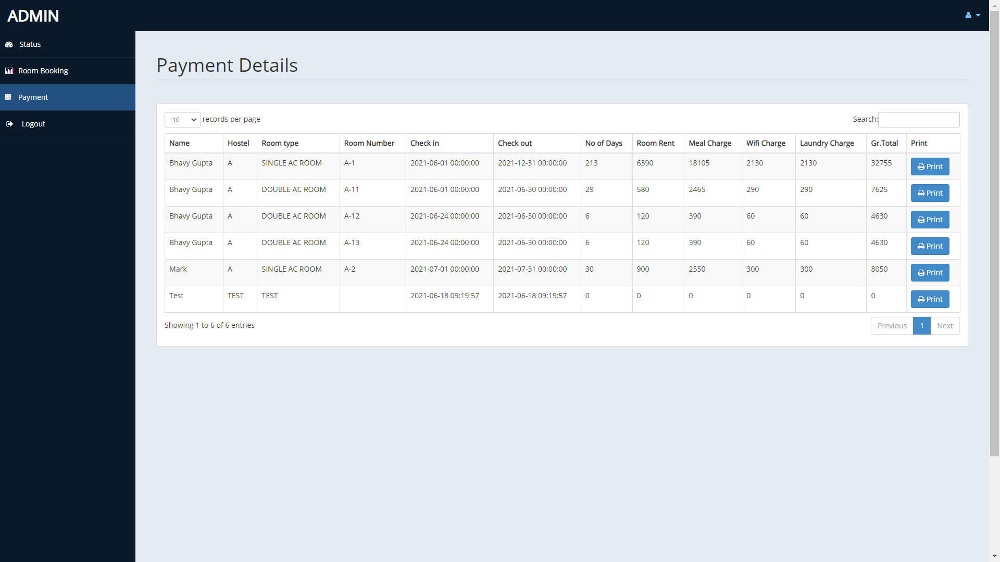 ADMIN
Status
Room Booking
Payment
Logout
Payment Details
10 records per page Search:
Name Hostel Room type Room Number Check in Check out No of Days Room Rent Meal Charge Wifi Charge Laundry Charge Gr.Total Print
Bhavy Gupta A SINGLE AC ROOM A-1 2021-06-01 00:00:00 2021-12-31 00:00:00 213 6390 18105 2130 2130 32755 Print
Bhavy Gupta A DOUBLE AC ROOM A-11 2021-06-01 00:00:00 2021-06-30 00:00:00 29 580 2465 290 290 7625 Print
Bhavy Gupta A DOUBLE AC ROOM A-12 2021-06-24 00:00:00 2021-06-30 00:00:00 6 120 390 60 60 4630 Print
Bhavy Gupta A DOUBLE AC ROOM A-13 2021-06-24 00:00:00 2021-06-30 00:00:00 6 120 390 60 60 4630 Print
Mark A SINGLE AC ROOM A-2 2021-07-01 00:00:00 2021-07-31 00:00:00 30 900 2550 300 300 8050 Print
Test TEST TEST 2021-06-18 09:19:57 2021-06-18 09:19:57 0 0 0 0 0 0 Print
Showing 1 to 6 of 6 entries Previous 1 Next